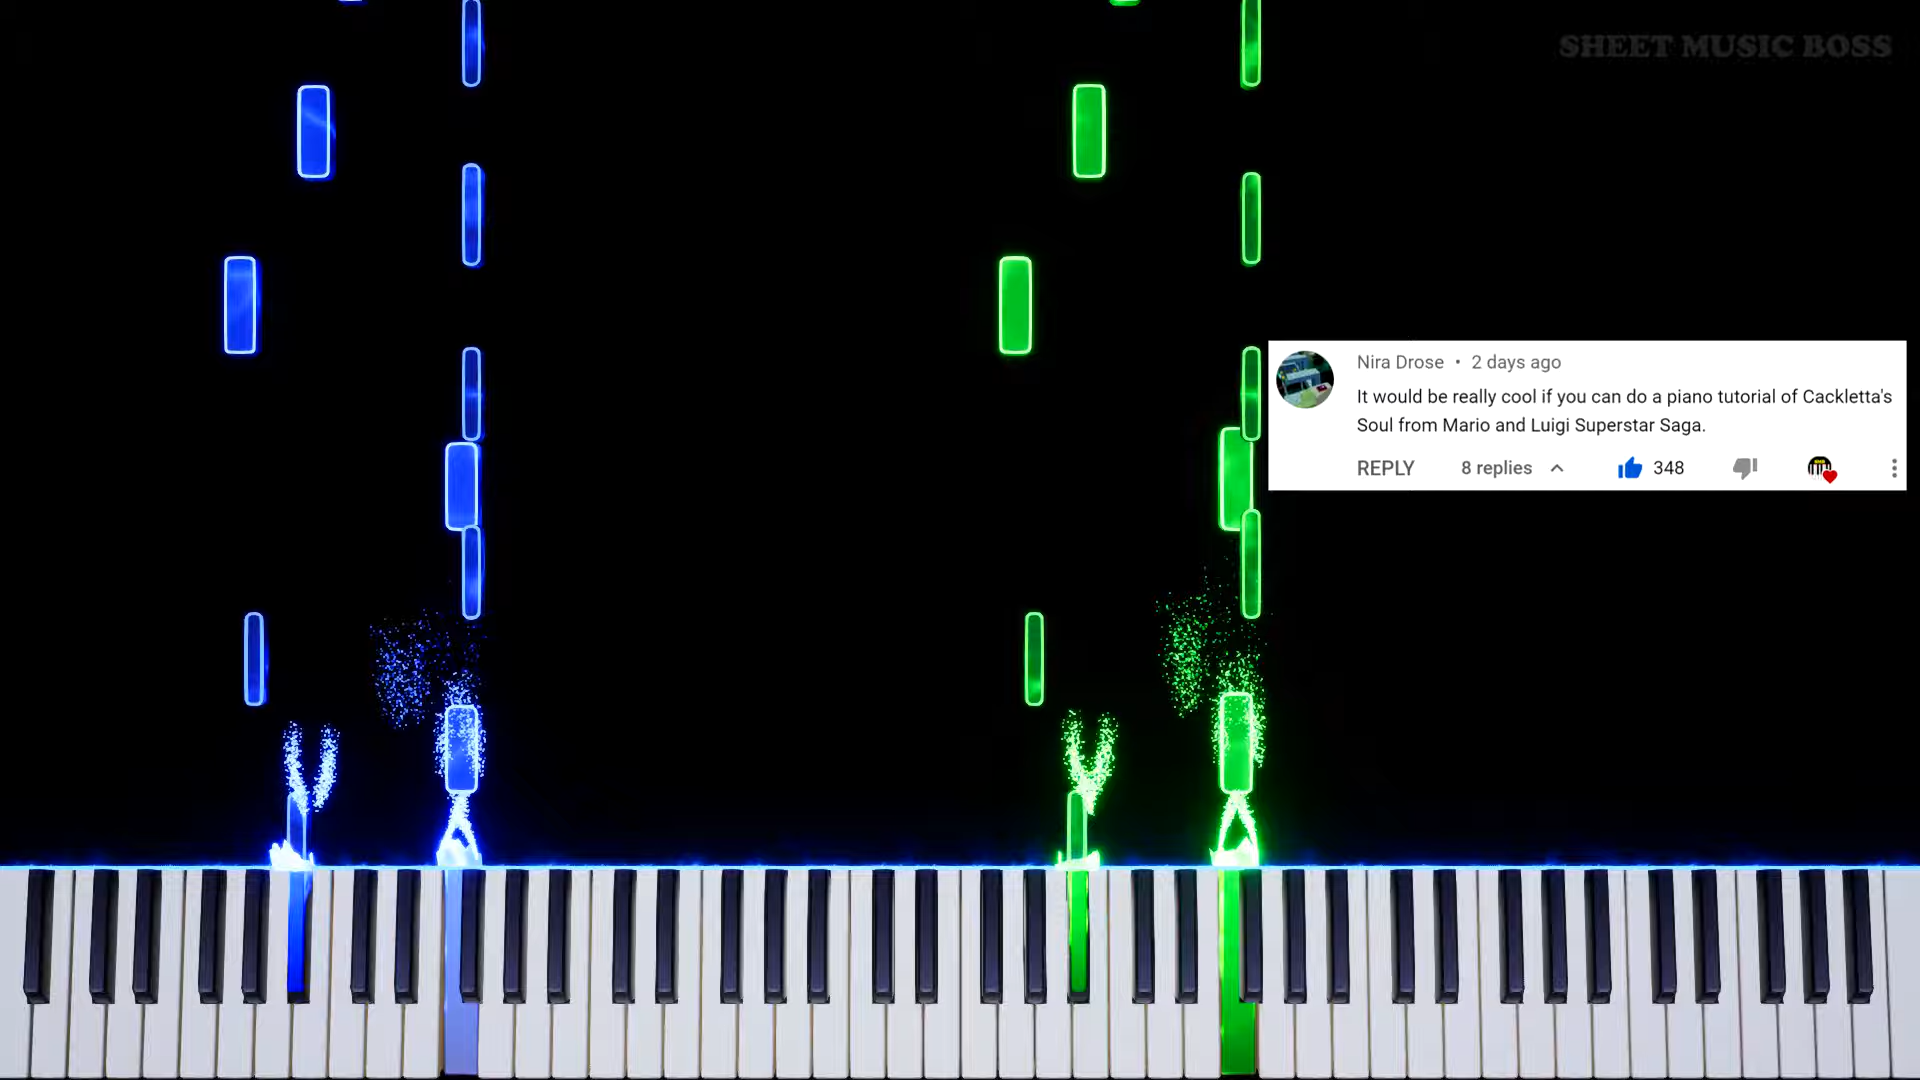 SHEET MUSIC BOSS
Nira Drose • 2 days ago
It would be really cool if you can do a piano tutorial of Cackletta's
Soul from Mario and Luigi Superstar Saga.
REPLY 8 replies 348